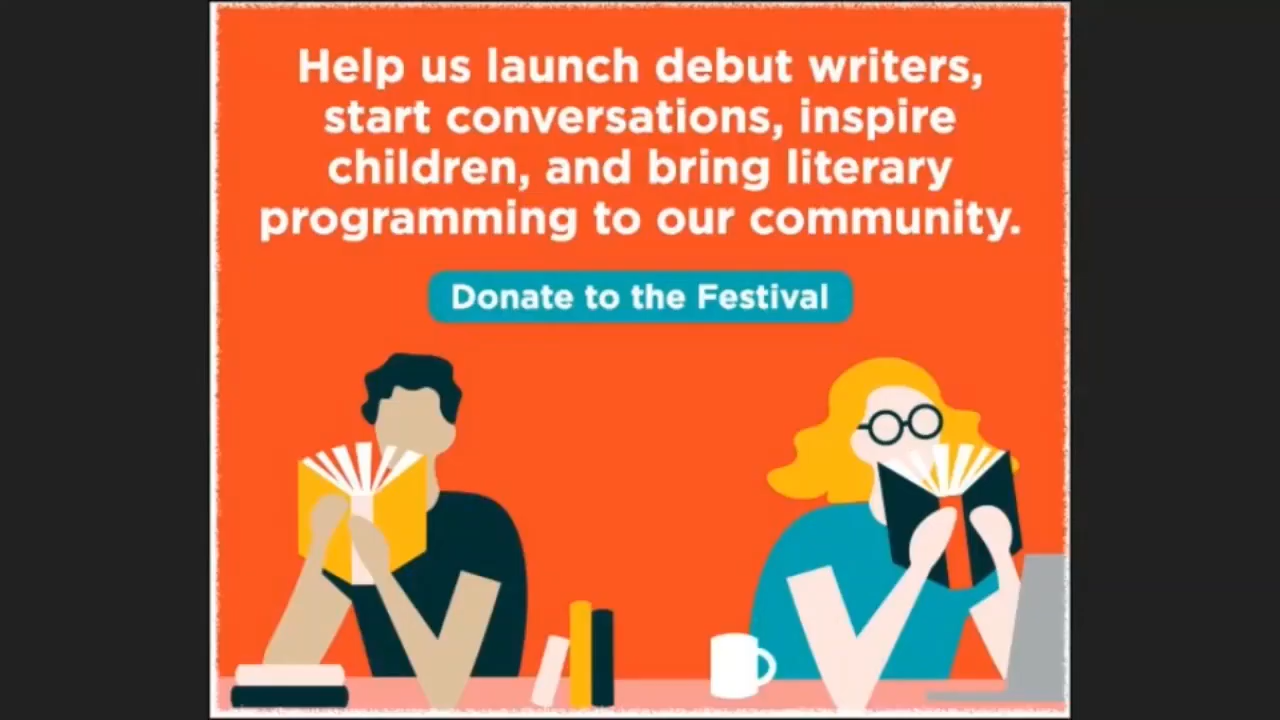 Help us launch debut writers,
start conversations, inspire
children, and bring literary
programming to our community.
Donate to the Festival